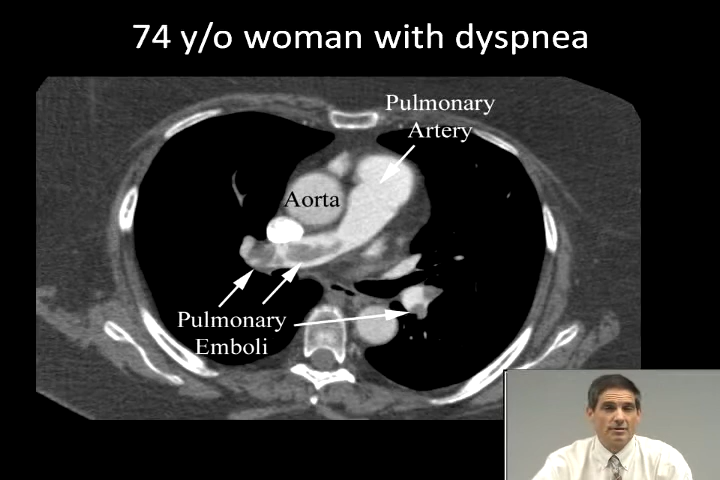 74 y/o woman with dyspnea
Pulmonary
Artery
Aorta
Pulmonary
Emboli